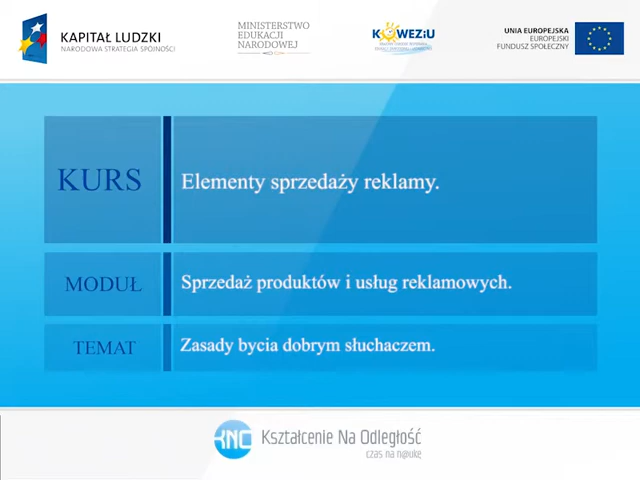 KAPITAŁ LUDZKI
NARODOWA STRATEGIA SPÓJNOŚCI
MINISTERSTWO
EDUKACJI
NARODOWEJ
KOWEZiU
UNIA EUROPEJSKA
EUROPEJSKI
FUNDUSZ SPOŁECZNY
KURS
Elementy sprzedaży reklamy.
MODUŁ
Sprzedaż produktów i usług reklamowych.
TEMAT
Zasady bycia dobrym słuchaczem.
KNO
Kształcenie Na Odległość
czas na n@ukę